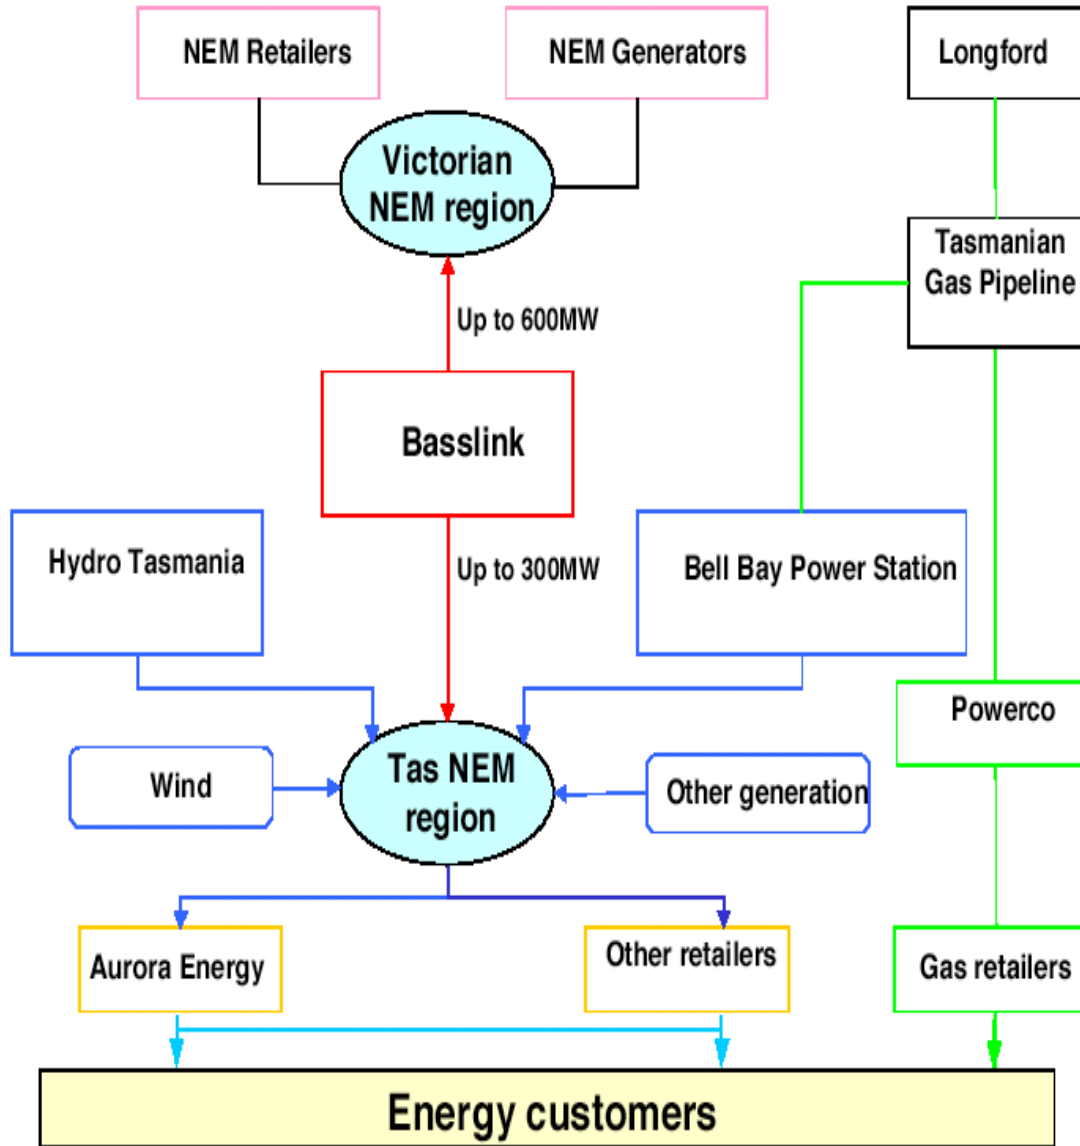 NEM Retailers
NEM Generators
Longford
Victorian
NEM region
Tasmanian
Gas Pipeline
Up to 600MW
Basslink
Hydro Tasmania
Up to 300MW
Bell Bay Power Station
Powerco
Wind
Tas NEM
region
Other generation
Aurora Energy
Other retailers
Gas retailers
Energy customers